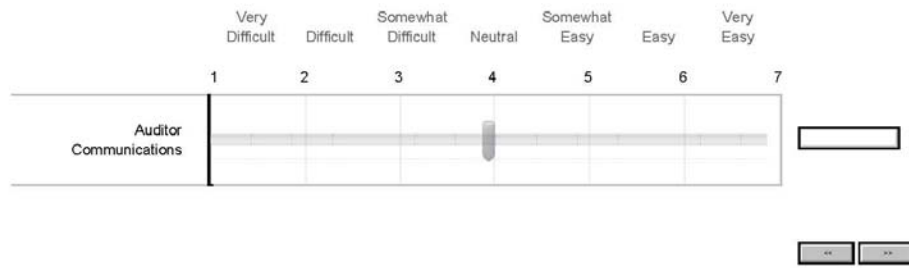 Very Difficult
Difficult
Somewhat Difficult
Neutral
Somewhat Easy
Easy
Very Easy
1 2 3 4 5 6 7
Auditor
Communications
<< >>